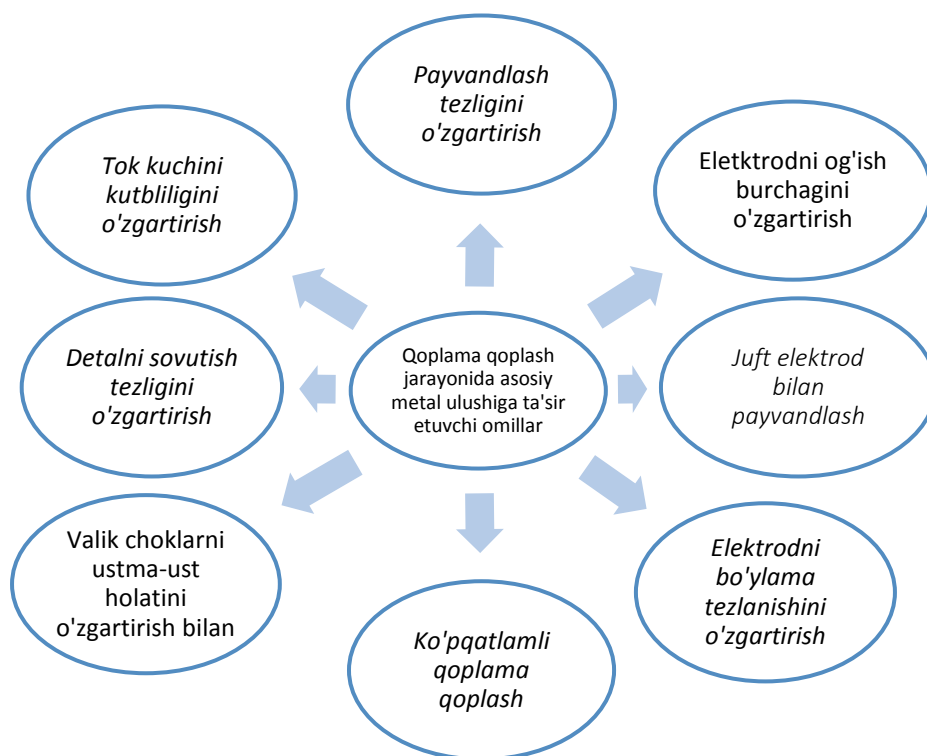 Payvandlash
tezligini
o'zgartirish
Tok kuchini
kutbliligini
o'zgartirish
Eletktrodni og'ish
burchagini
o'zgartirish
Detalni sovutish
tezligini
o'zgartirish
Qoplama qoplash
jarayonida asosiy
metal ulushiga ta'sir
etuvchi omillar
Juft elektrod
bilan
payvandlash
Valik choklarni
ustma-ust
holatini
o'zgartirish bilan
Elektrodni
bo'ylama
tezlanishini
o'zgartirish
Ko'pqatlamli
qoplama
qoplash